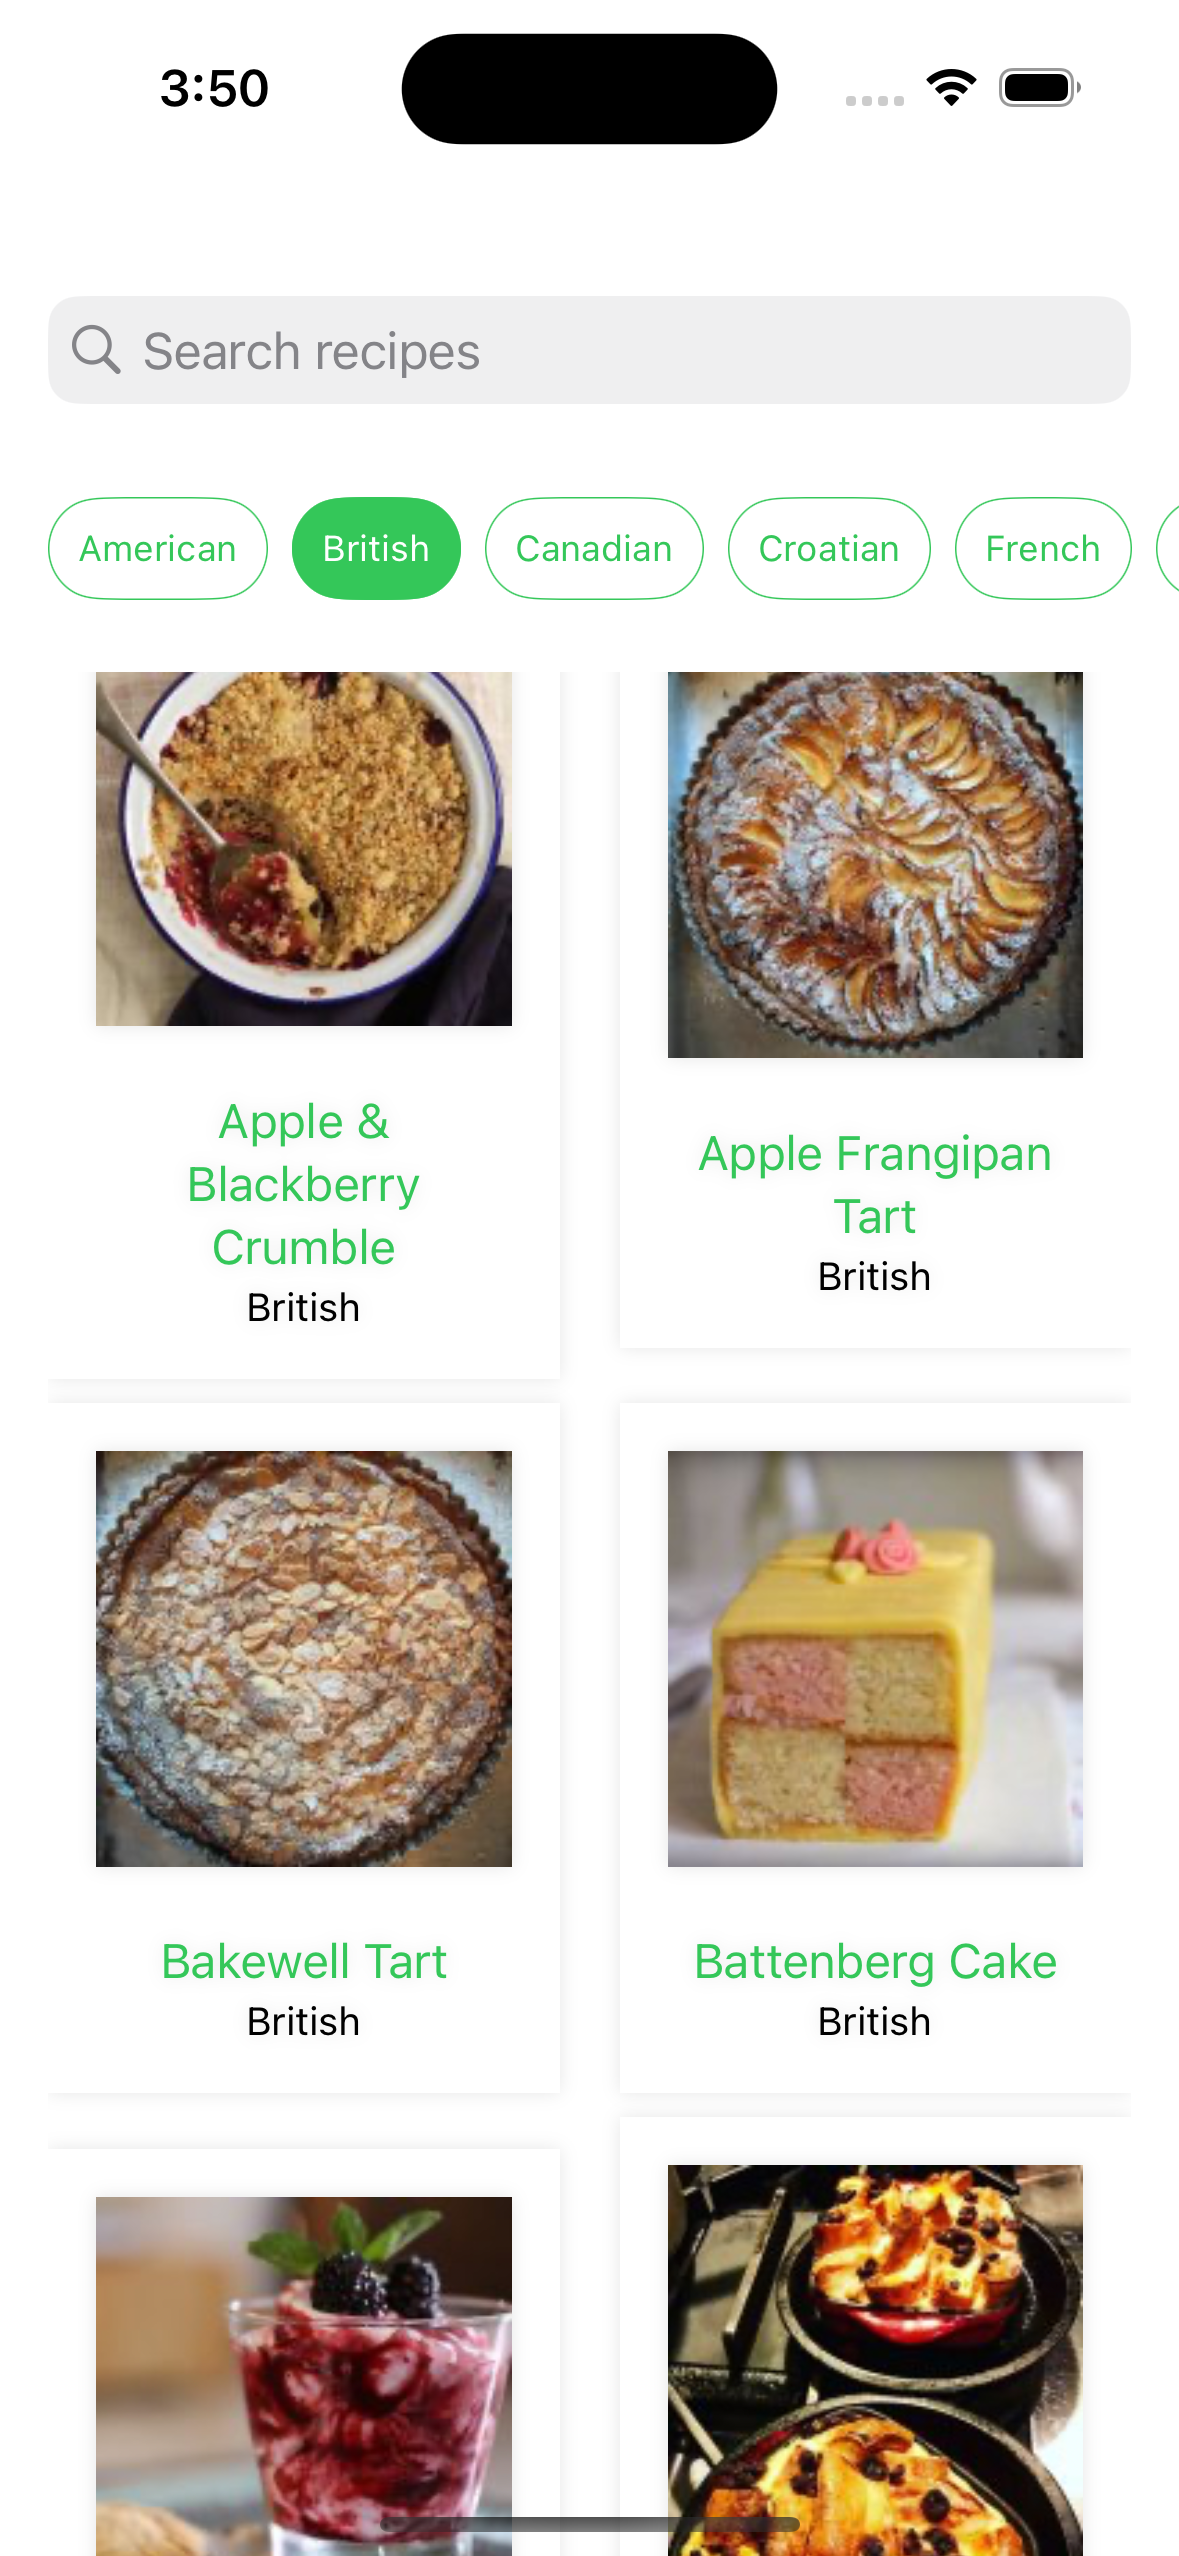 3:50
Search recipes
American
British
Canadian
Croatian
French
Apple &
Blackberry
Crumble
British
Apple Frangipan
Tart
British
Bakewell Tart
British
Battenberg Cake
British